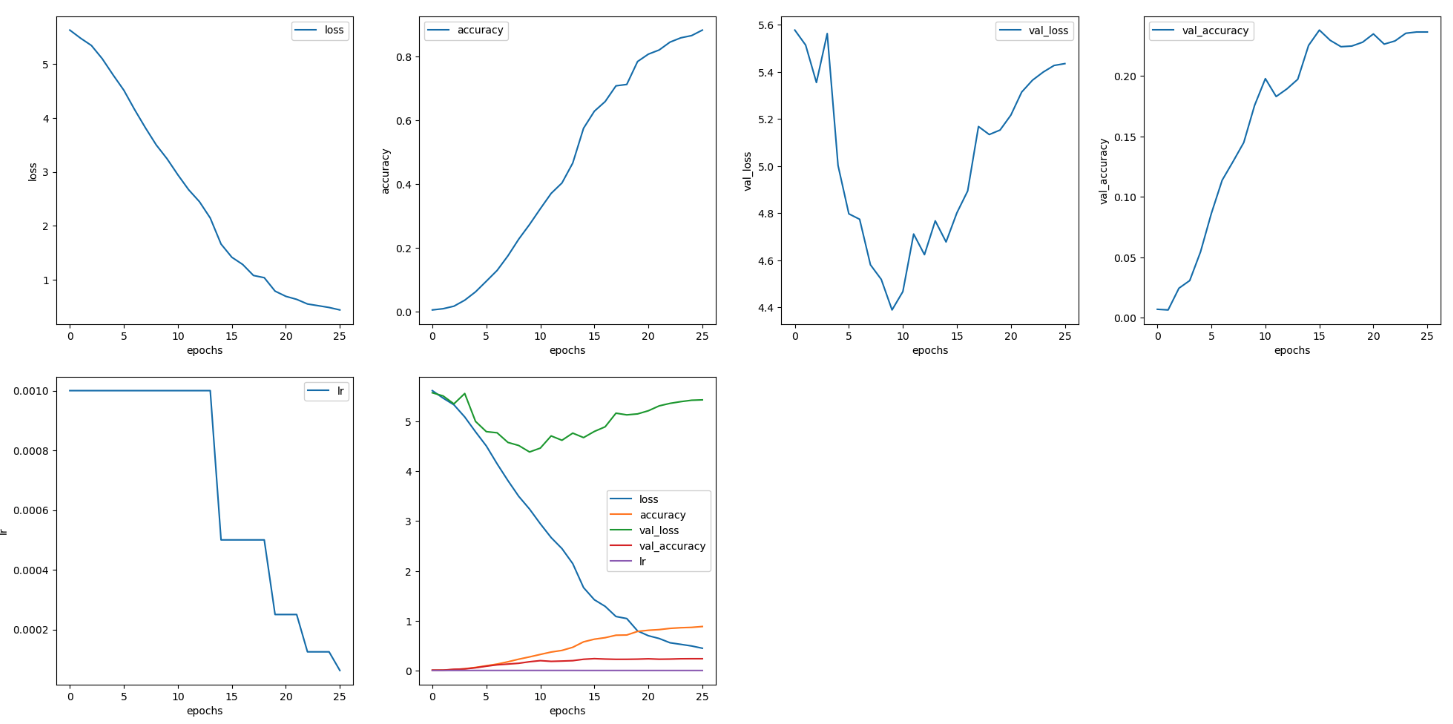 loss
loss
5
4
3
2
1
0 5 10 15 20 25
epochs
accuracy
accuracy
0.8
0.6
0.4
0.2
0.0
0 5 10 15 20 25
epochs
val_loss
val_loss
5.6
5.4
5.2
5.0
4.8
4.6
4.4
0 5 10 15 20 25
epochs
val_accuracy
val_accuracy
0.20
0.15
0.10
0.05
0.00
0 5 10 15 20 25
epochs
lr
lr
0.0010
0.0008
0.0006
0.0004
0.0002
0 5 10 15 20 25
epochs
5
4
3
2
1
0
loss
accuracy
val_loss
val_accuracy
lr
0 5 10 15 20 25
epochs